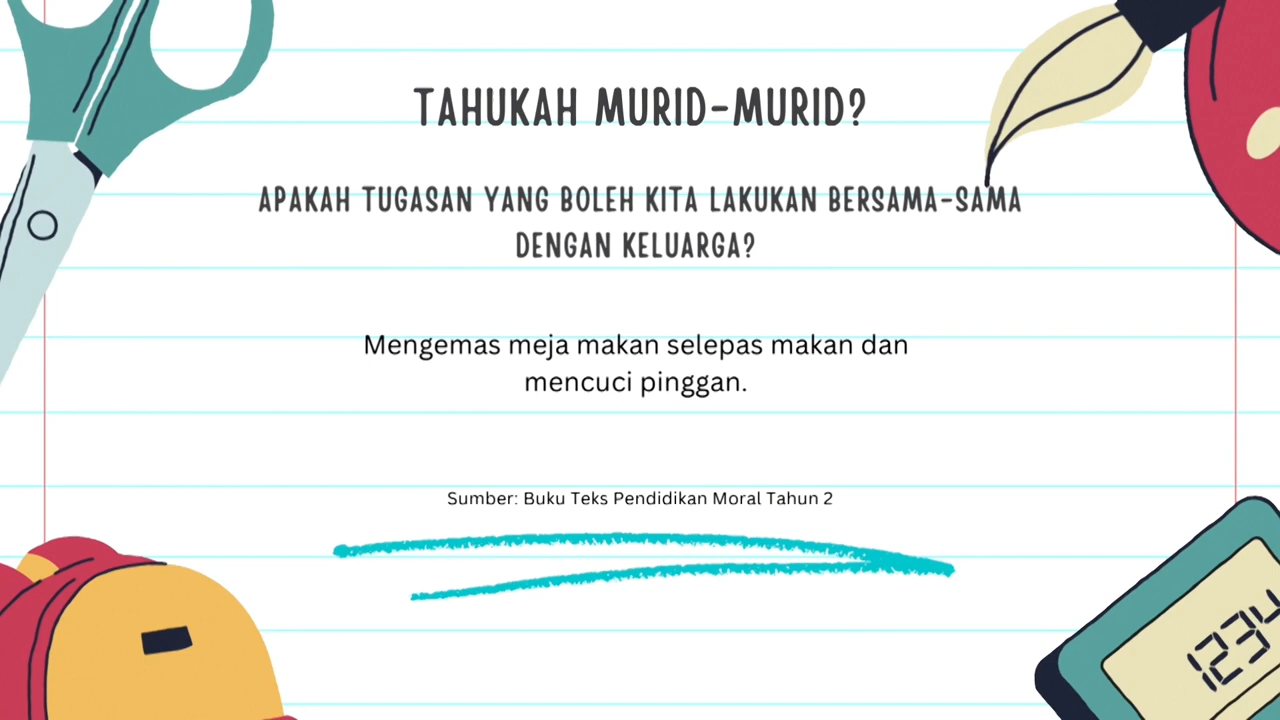 TAHUKAH MURID-MURID?
APAKAH TUGASAN YANG BOLEH KITA LAKUKAN BERSAMA-SAMA
DENGAN KELUARGA?
Mengemas meja makan selepas makan dan
mencuci pinggan.
Sumber: Buku Teks Pendidikan Moral Tahun 2
1234